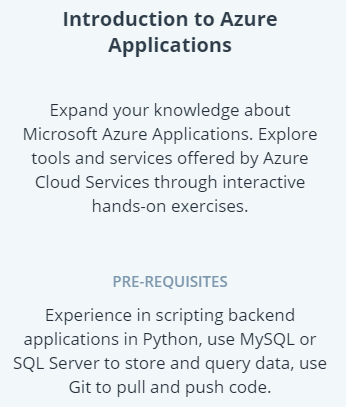 Introduction to Azure
Applications
Expand your knowledge about
Microsoft Azure Applications. Explore
tools and services offered by Azure
Cloud Services through interactive
hands-on exercises.
PRE-REQUISITES
Experience in scripting backend
applications in Python, use MySQL or
SQL Server to store and query data, use
Git to pull and push code.